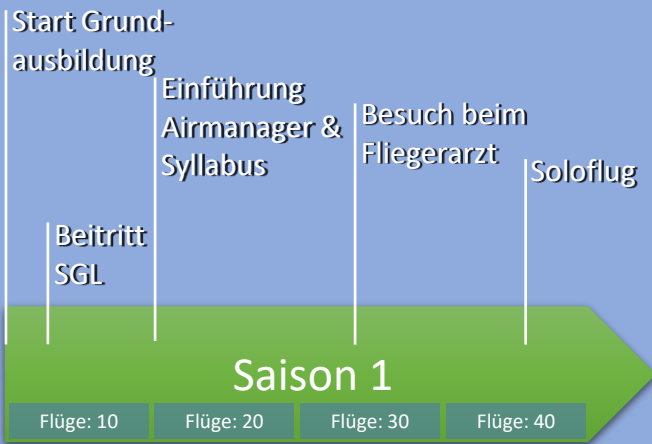 Start Grund-
ausbildung
Einführung
Airmanager &
Syllabus
Besuch beim
Fliegerarzt
Soloflug
Beitritt
SGL
Saison 1
Flüge: 10
Flüge: 20
Flüge: 30
Flüge: 40